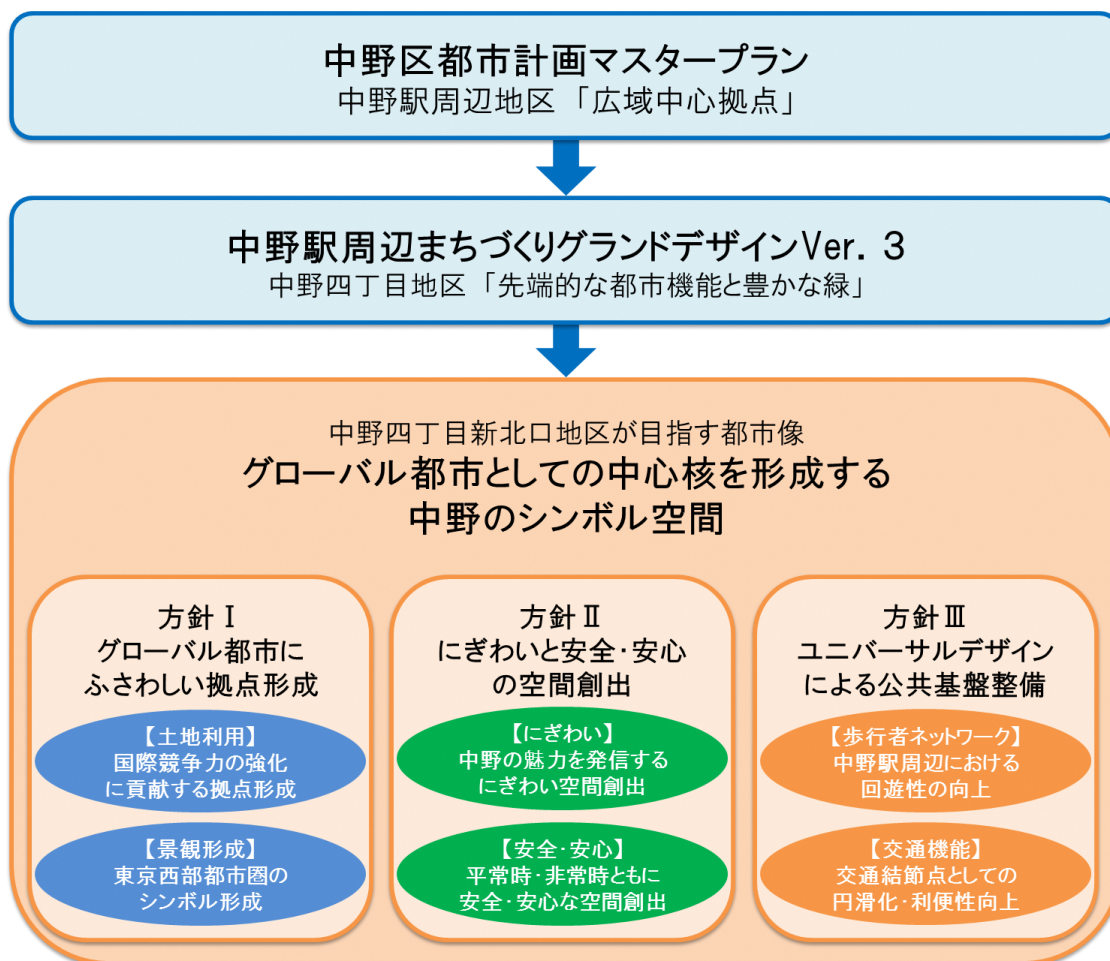 中野区都市計画マスタープラン
中野駅周辺地区 「広域中心拠点」
中野駅周辺まちづくりグランドデザインVer. 3
中野四丁目地区 「先端的な都市機能と豊かな緑」
中野四丁目新北口地区が目指す都市像
グローバル都市としての中心核を形成する
中野のシンボル空間
方針Ⅰ
グローバル都市に
ふさわしい拠点形成
【土地利用】
国際競争力の強化
に貢献する拠点形成
【景観形成】
東京西部都市圏の
シンボル形成
方針Ⅱ
にぎわいと安全・安心
の空間創出
【にぎわい】
中野の魅力を発信する
にぎわい空間創出
【安全・安心】
平常時・非常時ともに
安全・安心な空間創出
方針Ⅲ
ユニバーサルデザイン
による公共基盤整備
【歩行者ネットワーク】
中野駅周辺における
回遊性の向上
【交通機能】
交通結節点としての
円滑化・利便性向上